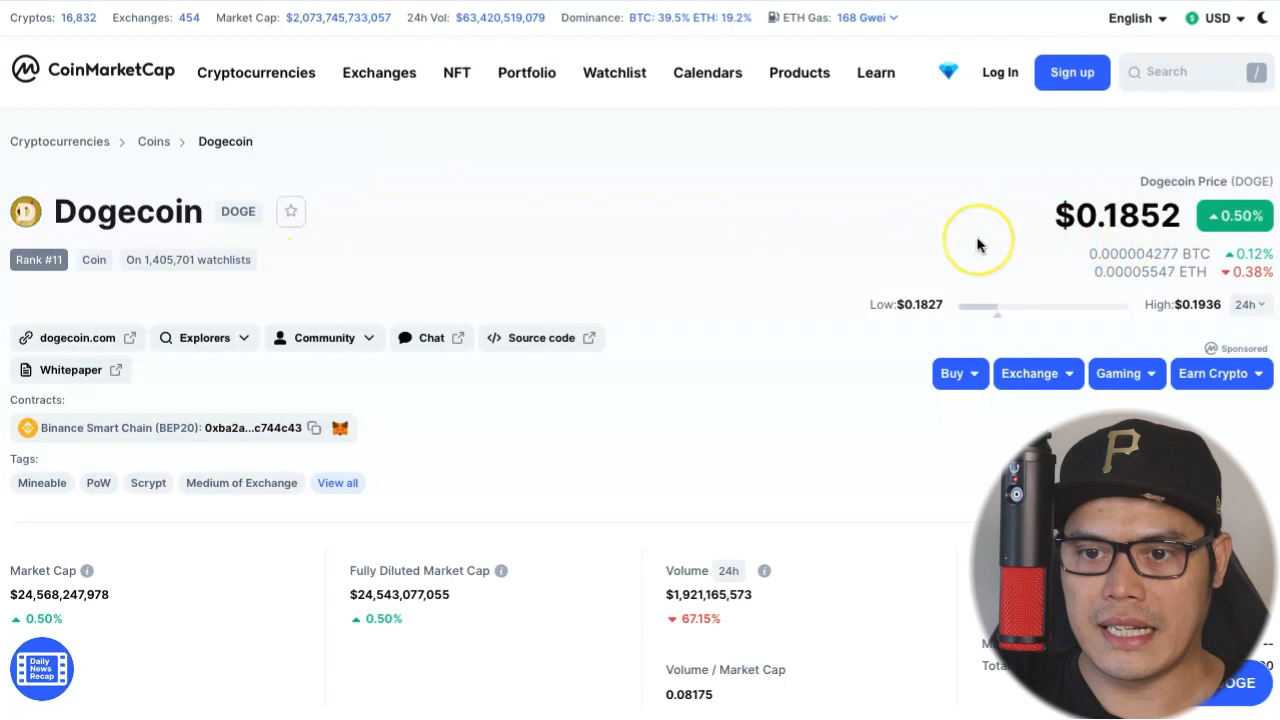 Cryptos: 16,832 Exchanges: 454 Market Cap: $2,073,745,733,057 24h Vol: $63,420,519,079 Dominance: BTC: 39.5% ETH: 19.2% ETH Gas: 168 Gwei English USD
CoinMarketCap Cryptocurrencies Exchanges NFT Portfolio Watchlist Calendars Products Learn Log In Sign up Search /
Cryptocurrencies Coins Dogecoin
Dogecoin Price (DOGE)
Dogecoin DOGE $0.1852 0.50%
Rank #11 Coin On 1,405,701 watchlists
0.000004277 BTC 0.12%
0.00005547 ETH 0.38%
Low:$0.1827 High:$0.1936 24h
dogecoin.com Explorers Community Chat Source code
Sponsored
Whitepaper
Buy Exchange Gaming Earn Crypto
Contracts:
Binance Smart Chain (BEP20): 0xba2a...c744c43
Tags:
Mineable PoW Scrypt Medium of Exchange View all
Market Cap Fully Diluted Market Cap Volume 24h
$24,568,247,978 $24,543,077,055 $1,921,165,573
0.50% 0.50% 67.15%
Daily
News
Recap
Volume / Market Cap
0.08175
P